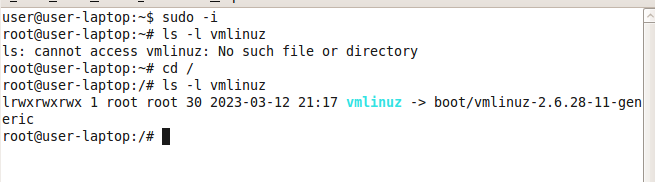 user@user-laptop:~$ sudo -i
root@user-laptop:~# ls -l vmlinuz
ls: cannot access vmlinuz: No such file or directory
root@user-laptop:~# cd /
root@user-laptop:/# ls -l vmlinuz
lrwxrwxrwx 1 root root 30 2023-03-12 21:17 vmlinuz -> boot/vmlinuz-2.6.28-11-gen
eric
root@user-laptop:/#